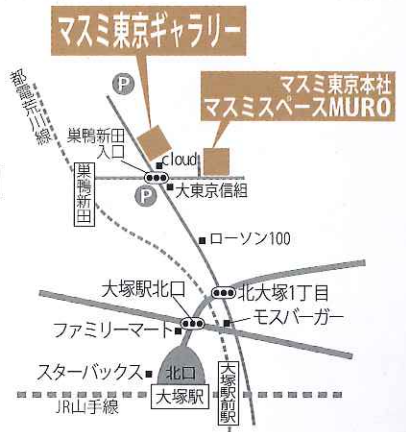 マスミ東京ギャラリー
マスミ東京本社
マスミスペースMURO
都電荒川線
P
巣鴨新田
入口
cloud
巣鴨新田
P
大東京信組
ローソン100
大塚駅北口
北大塚1丁目
ファミリーマート
モスバーガー
スターバックス
北口
大塚駅
大塚駅前駅
JR山手線